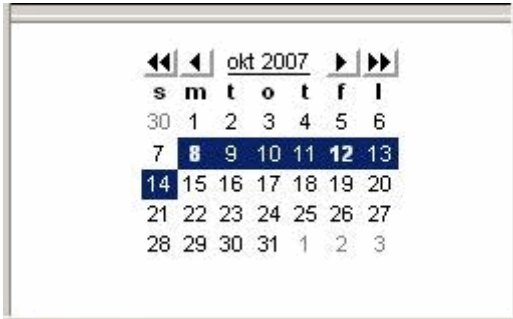 okt 2007
s m t o t f l
30 1 2 3 4 5 6
7 8 9 10 11 12 13
14 15 16 17 18 19 20
21 22 23 24 25 26 27
28 29 30 31 1 2 3